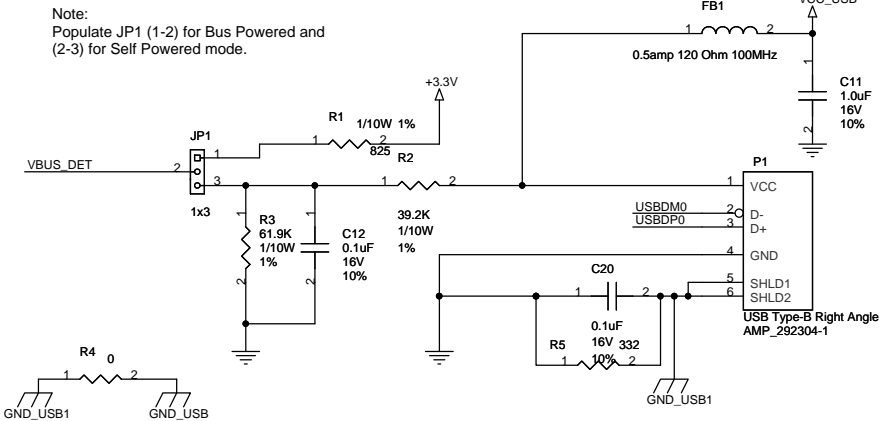 Note:
Populate JP1 (1-2) for Bus Powered and
(2-3) for Self Powered mode.
FB1
1 2
0.5amp 120 Ohm 100MHz
1
C11
1.0uF
16V
10%
2
+3.3V
R1
1/10W 1%
1 2
825
JP1
VBUS_DET
1
2
3
1x3
R2
1 2
39.2K
1/10W
1%
1
R3
61.9K
1/10W
1%
2
1
C12
0.1uF
16V
10%
2
P1
1 VCC
USBDM0 2 D-
USBDP0 3 D+
4 GND
5 SHLD1
6 SHLD2
USB Type-B Right Angle
AMP_292304-1
C20
1 2
0.1uF
16V
10%
R5
332
1 2
GND_USB1
R4
0
1 2
GND_USB1
GND_USB